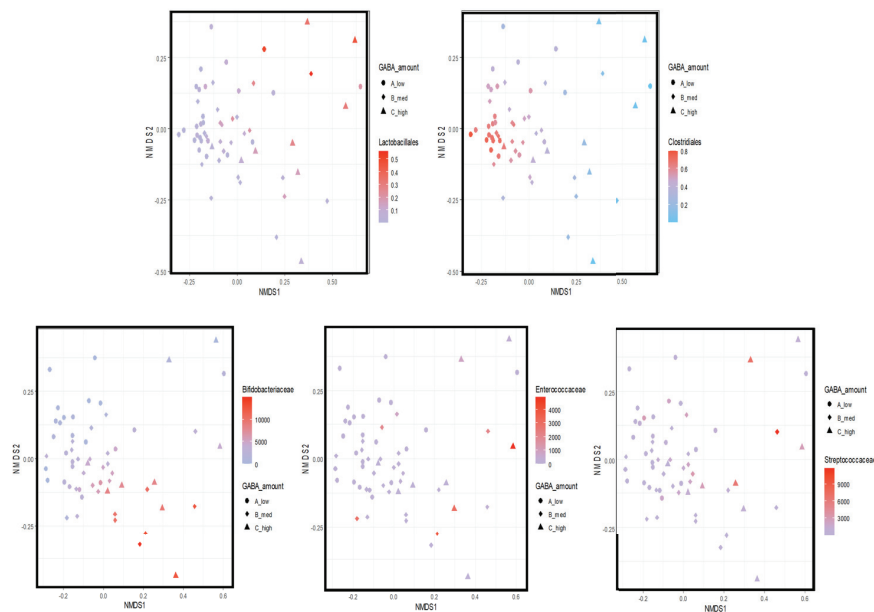 GABA_amount
A_low
B_med
C_high
Lactobacillales
0.5
0.4
0.3
0.2
0.1
NMDS2
0.25
0.00
-0.25
-0.50
-0.25 0.00 0.25 0.50
NMDS1
GABA_amount
A_low
B_med
C_high
Clostridiales
0.8
0.6
0.4
0.2
NMDS2
0.25
0.00
-0.25
-0.50
-0.25 0.00 0.25 0.50
NMDS1
Bifidobacteriaceae
10000
5000
0
GABA_amount
A_low
B_med
C_high
NMDS2
0.25
0.00
-0.25
-0.2 0.0 0.2 0.4 0.6
NMDS1
Enterococcaceae
4000
3000
2000
1000
0
GABA_amount
A_low
B_med
C_high
NMDS2
0.25
0.00
-0.25
-0.2 0.0 0.2 0.4 0.6
NMDS1
GABA_amount
A_low
B_med
C_high
Streptococcaceae
9000
6000
3000
NMDS2
0.25
0.00
-0.25
-0.2 0.0 0.2 0.4 0.6
NMDS1